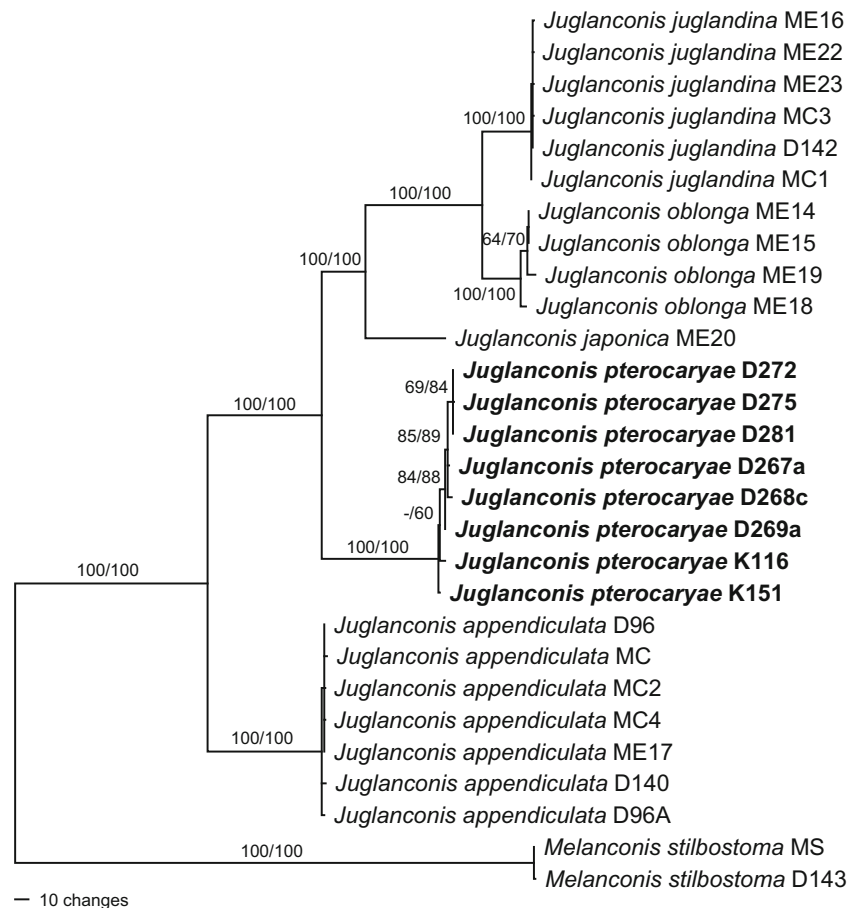 Juglanconis juglandina ME16
Juglanconis juglandina ME22
Juglanconis juglandina ME23
100/100
Juglanconis juglandina MC3
Juglanconis juglandina D142
Juglanconis juglandina MC1
100/100
Juglanconis oblonga ME14
64/70
Juglanconis oblonga ME15
100/100
Juglanconis oblonga ME19
100/100
Juglanconis oblonga ME18
Juglanconis japonica ME20
Juglanconis pterocaryae D272
69/84
Juglanconis pterocaryae D275
100/100
Juglanconis pterocaryae D281
85/89
Juglanconis pterocaryae D267a
84/88
Juglanconis pterocaryae D268c
-/60
Juglanconis pterocaryae D269a
100/100
Juglanconis pterocaryae K116
100/100
Juglanconis pterocaryae K151
Juglanconis appendiculata D96
Juglanconis appendiculata MC
Juglanconis appendiculata MC2
Juglanconis appendiculata MC4
100/100
Juglanconis appendiculata ME17
Juglanconis appendiculata D140
Juglanconis appendiculata D96A
100/100
Melanconis stilbostoma MS
Melanconis stilbostoma D143
10 changes